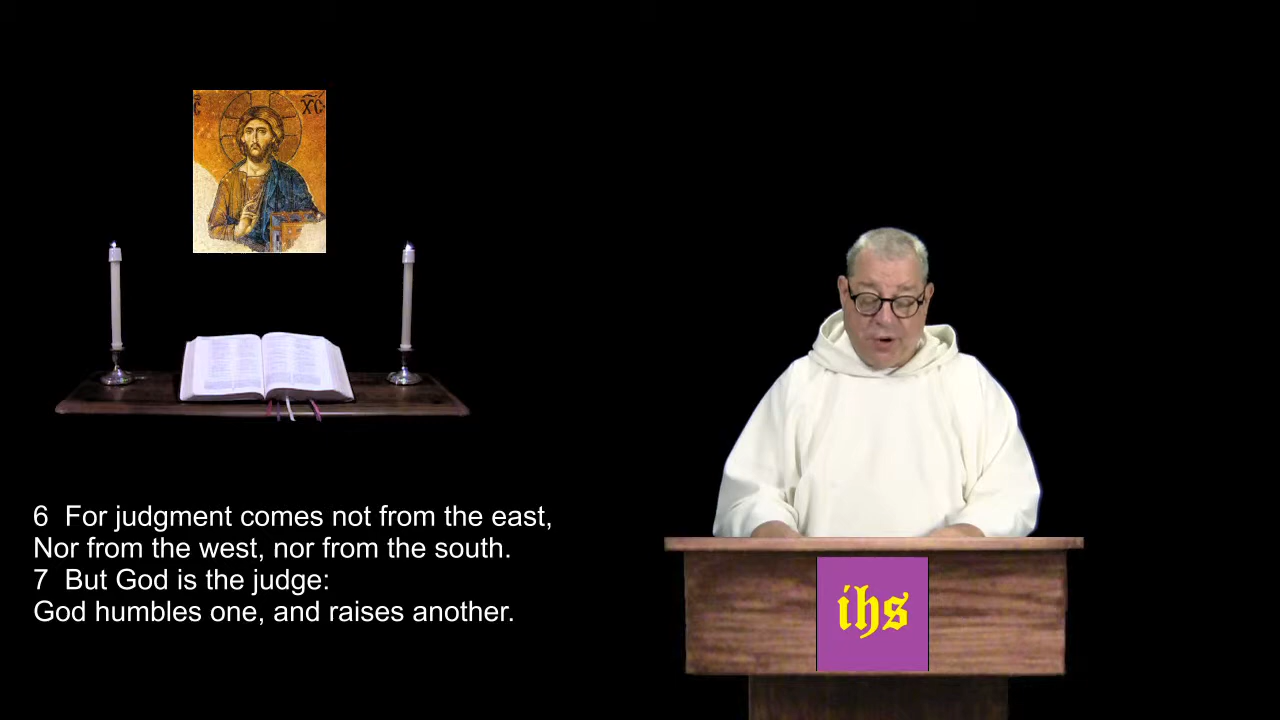 XC
6 For judgment comes not from the east,
Nor from the west, nor from the south.
7 But God is the judge:
God humbles one, and raises another.
ihs